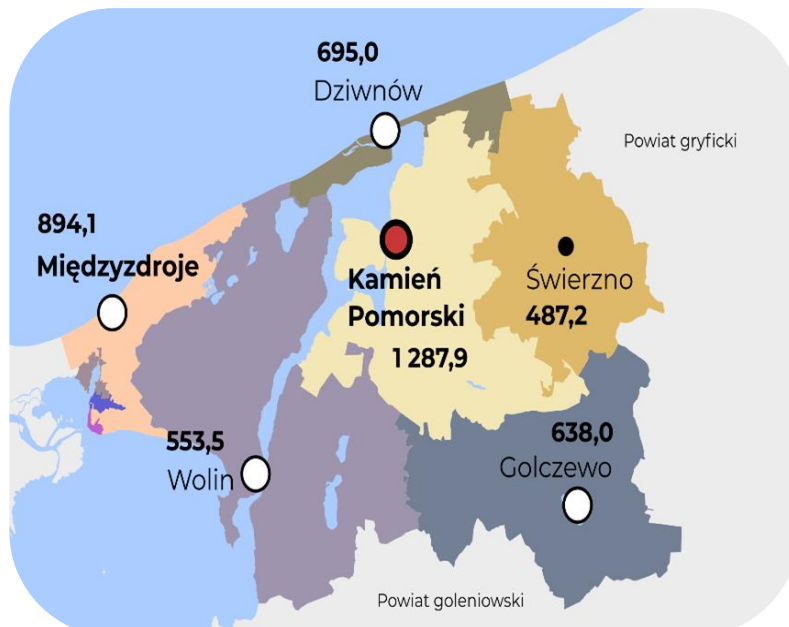 695,0
Dziwnów
Powiat gryficki
894,1
Międzyzdroje
Kamień
Pomorski
1 287,9
Świerzno
487,2
553,5
Wolin
638,0
Golczewo
Powiat goleniowski